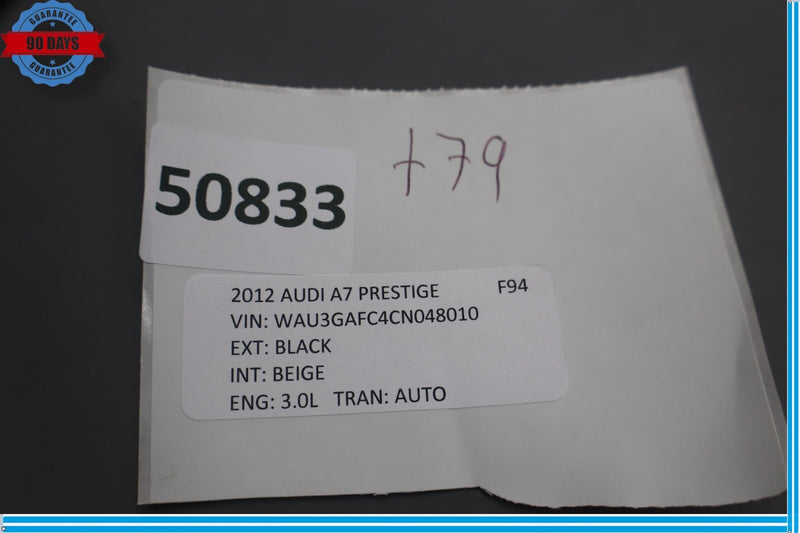 GUARANTEE
90 DAYS
GUARANTEE
t79
50833
2012 AUDI A7 PRESTIGE F94
VIN: WAU3GAFC4CN048010
EXT: BLACK
INT: BEIGE
ENG: 3.0L TRAN: AUTO